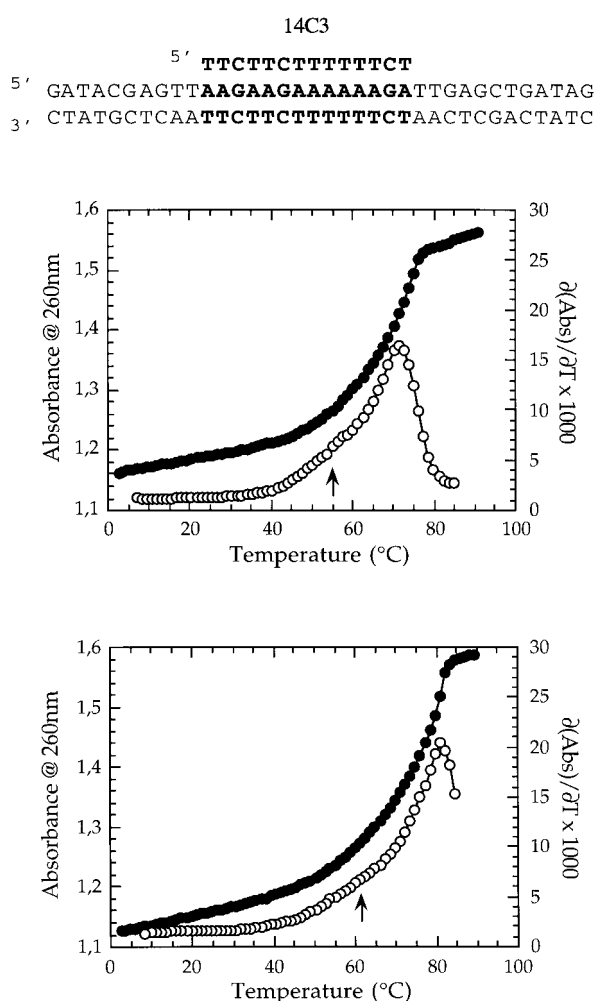 14C3
5' TTCTTCTTTTTTCT
5' GATACGAGTTAAGAAGAAAAAAGATTGAGCTGATAG
3' CTATGCTCAATTCTTCTTTTTTCTAACTCGACTATC
Absorbance @ 260nm
1,6
1,5
1,4
1,3
1,2
1,1
30
25
20
15
10
5
0
∂(Abs)/∂T x 1000
0 20 40 60 80 100
Temperature (°C)
Absorbance @ 260nm
1,6
1,5
1,4
1,3
1,2
1,1
30
25
20
15
10
5
0
∂(Abs)/∂T x 1000
0 20 40 60 80 100
Temperature (°C)